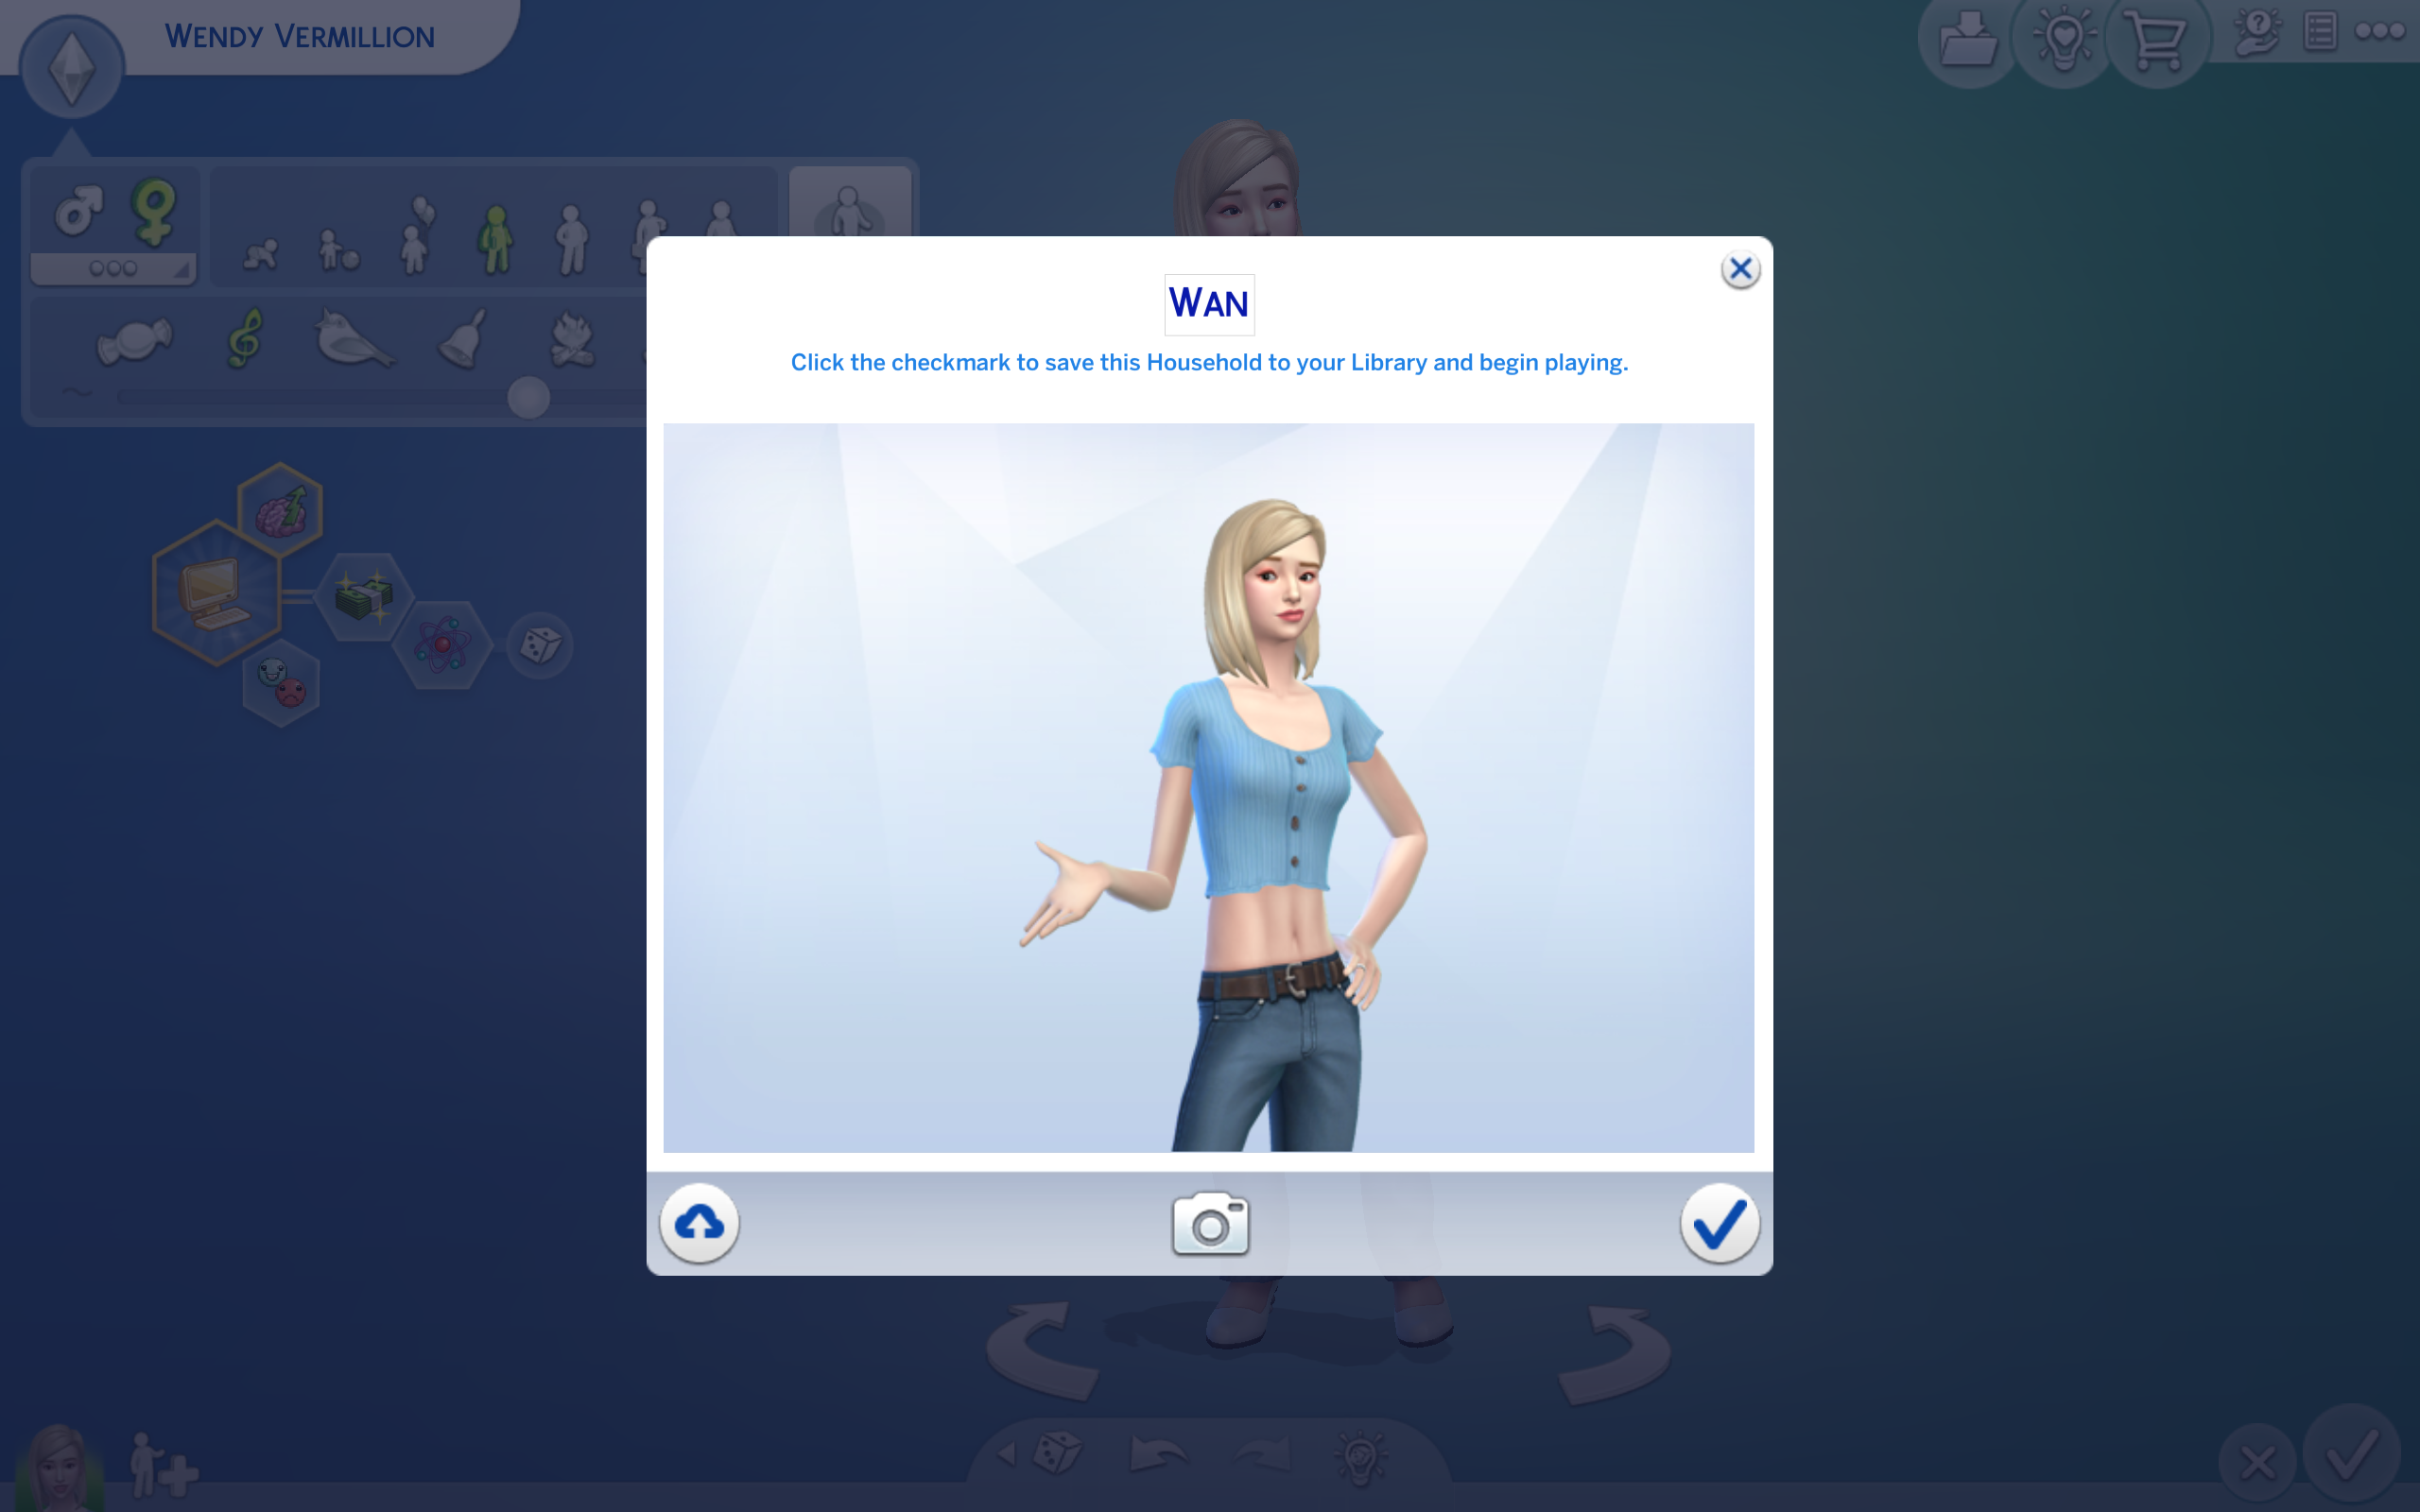 WENDY VERMILLION
WAN
Click the checkmark to save this Household to your Library and begin playing.